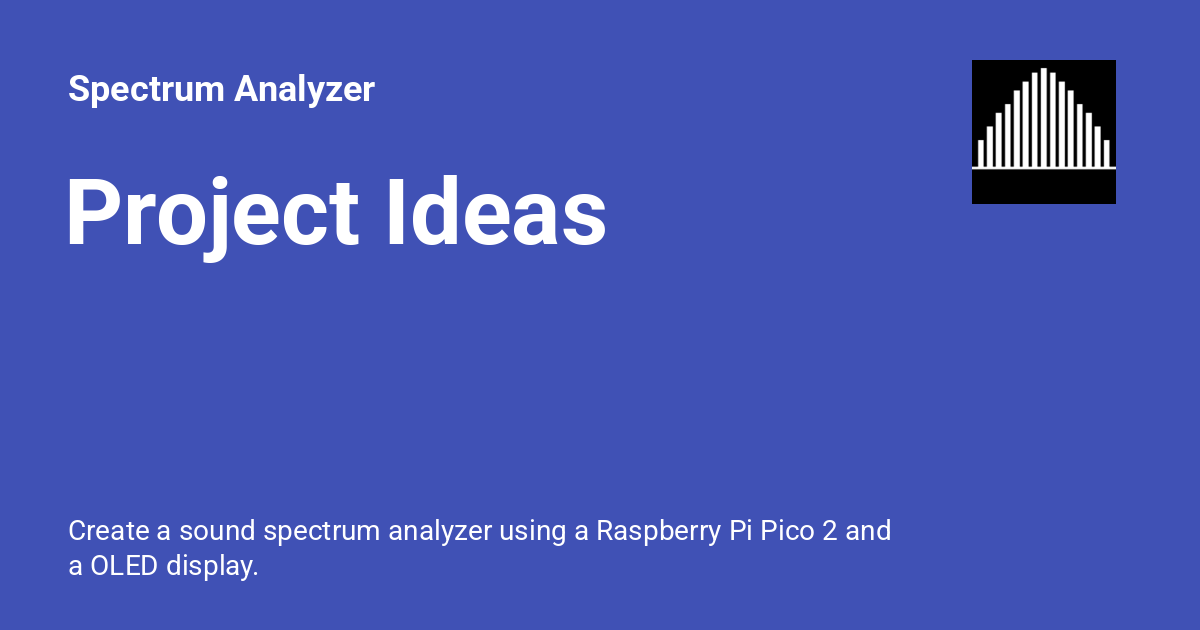 Spectrum Analyzer
Project Ideas
Create a sound spectrum analyzer using a Raspberry Pi Pico 2 and
a OLED display.